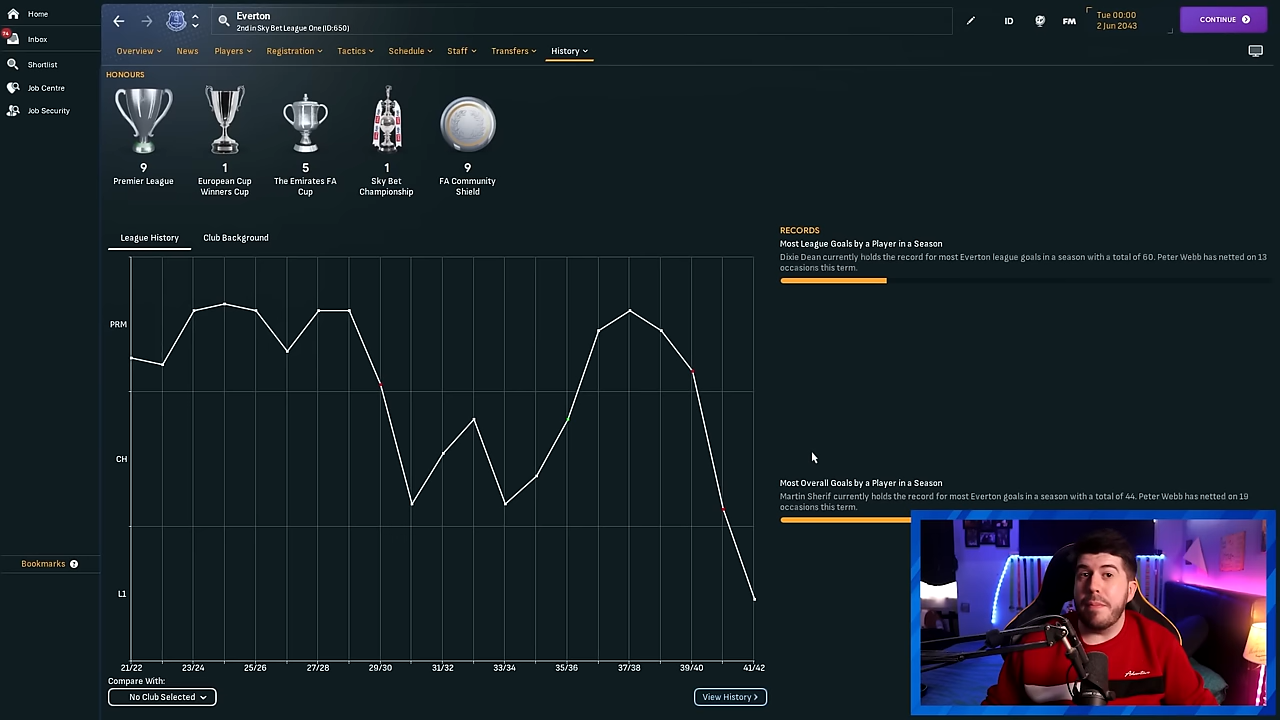 Everton
2nd in Sky Bet League One (ID:650)
ID
FM
Tue 00:00
2 Jun 2043
CONTINUE
Home
Inbox
Shortlist
Job Centre
Job Security
Bookmarks ?
Overview
News
Players
Registration
Tactics
Schedule
Staff
Transfers
History
HONOURS
9
Premier League
1
European Cup
Winners Cup
5
The Emirates FA
Cup
1
Sky Bet
Championship
9
FA Community
Shield
League History
Club Background
PRM
CH
L1
21/22
23/24
25/26
27/28
29/30
31/32
33/34
35/36
37/38
39/40
41/42
Compare With:
No Club Selected
View History >
RECORDS
Most League Goals by a Player in a Season
Dixie Dean currently holds the record for most Everton league goals in a season with a total of 60. Peter Webb has netted on 13
occasions this term.
Most Overall Goals by a Player in a Season
Martin Sherif currently holds the record for most Everton goals in a season with a total of 44. Peter Webb has netted on 19
occasions this term.